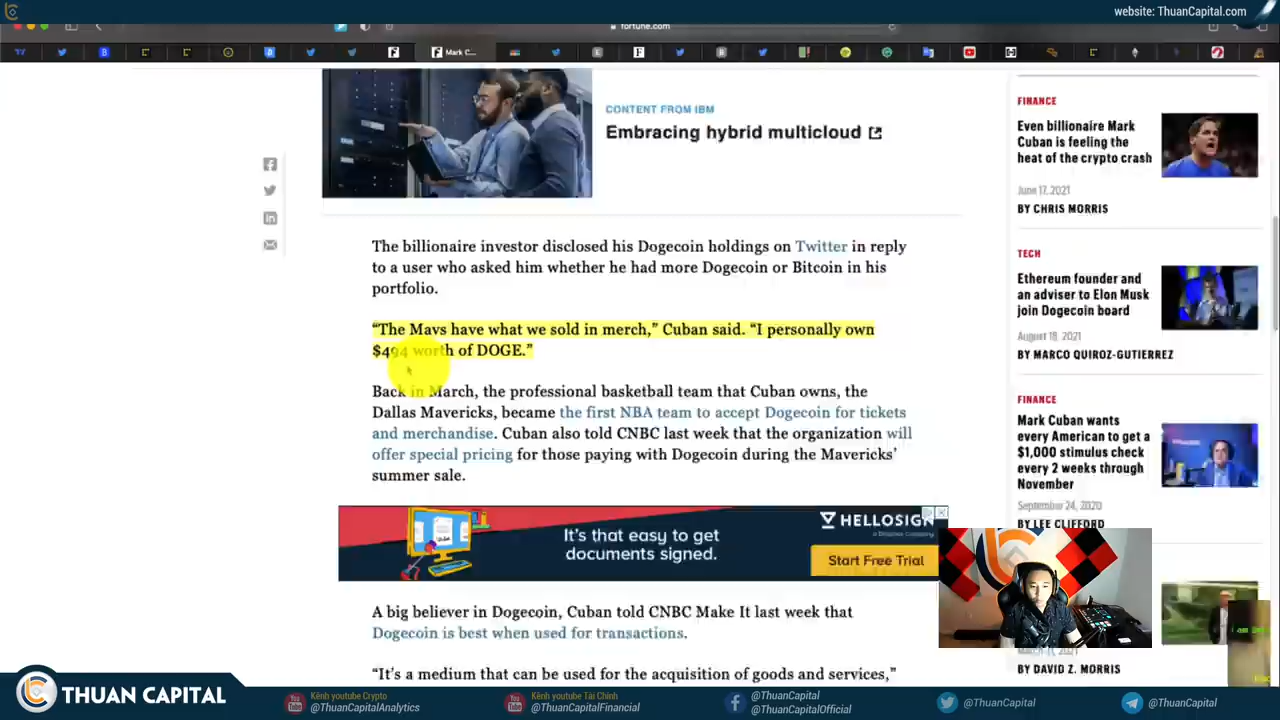 website: ThuanCapital.com
fortune.com
Mark C...
CONTENT FROM IBM
Embracing hybrid multicloud
The billionaire investor disclosed his Dogecoin holdings on Twitter in reply
to a user who asked him whether he had more Dogecoin or Bitcoin in his
portfolio.
“The Mavs have what we sold in merch,” Cuban said. “I personally own
$494 worth of DOGE.”
Back in March, the professional basketball team that Cuban owns, the
Dallas Mavericks, became the first NBA team to accept Dogecoin for tickets
and merchandise. Cuban also told CNBC last week that the organization will
offer special pricing for those paying with Dogecoin during the Mavericks’
summer sale.
It's that easy to get
documents signed.
HELLOSIGN
a Dropbox Company
Start Free Trial
A big believer in Dogecoin, Cuban told CNBC Make It last week that
Dogecoin is best when used for transactions.
“It's a medium that can be used for the acquisition of goods and services,”
FINANCE
Even billionaire Mark
Cuban is feeling the
heat of the crypto crash
June 17, 2021
BY CHRIS MORRIS
TECH
Ethereum founder and
an adviser to Elon Musk
join Dogecoin board
August 18, 2021
BY MARCO QUIROZ-GUTIERREZ
FINANCE
Mark Cuban wants
every American to get a
$1,000 stimulus check
every 2 weeks through
November
September 24, 2020
BY LEE CLIFFORD
BY DAVID Z. MORRIS
THUAN CAPITAL
Kênh youtube Crypto
@ThuanCapitalAnalytics
Kênh youtube Tài Chính
@ThuanCapitalFinancial
@ThuanCapital
@ThuanCapitalOfficial
@ThuanCapital
@ThuanCapital